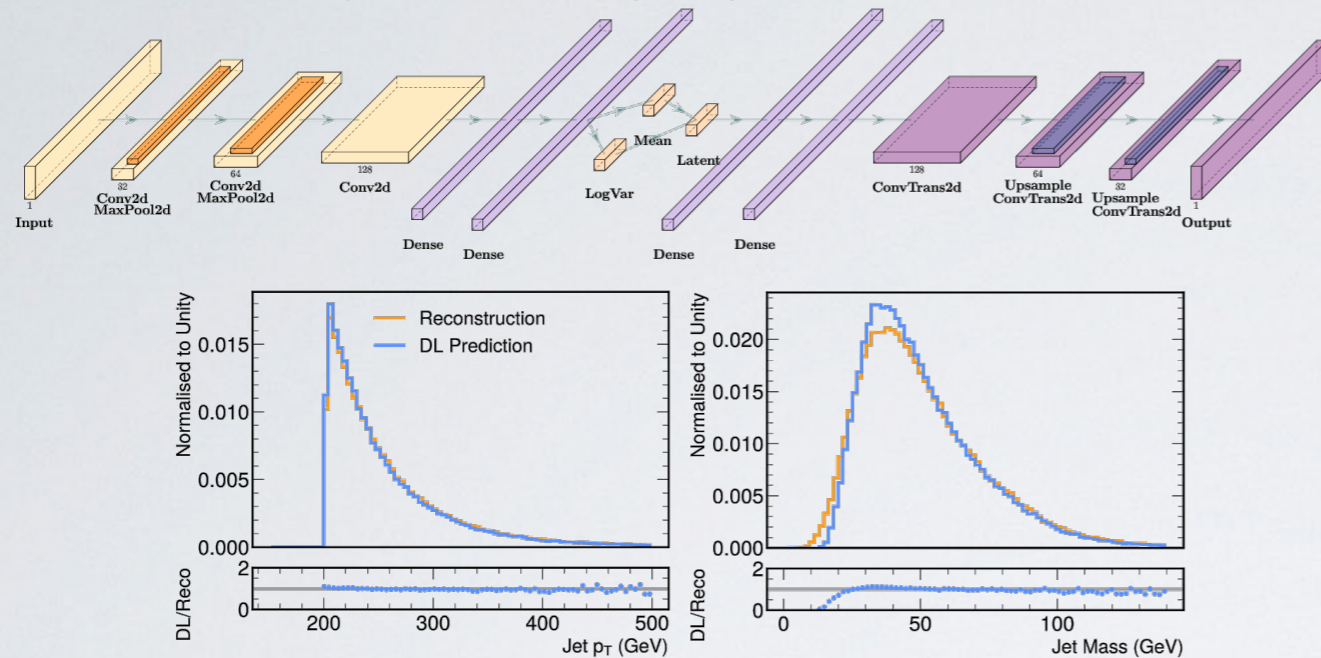 1
Input
32
Conv2d
MaxPool2d
64
Conv2d
MaxPool2d
128
Conv2d
Dense
Dense
Mean
LogVar
Latent
Dense
Dense
128
ConvTrans2d
64
Upsample
ConvTrans2d
32
Upsample
ConvTrans2d
1
Output
Normalised to Unity
0.015
0.010
0.005
0.000
Reconstruction
DL Prediction
DL/Reco
2
0
200
300
400
500
Jet pT (GeV)
Normalised to Unity
0.020
0.015
0.010
0.005
0.000
DL/Reco
2
0
0
50
100
Jet Mass (GeV)